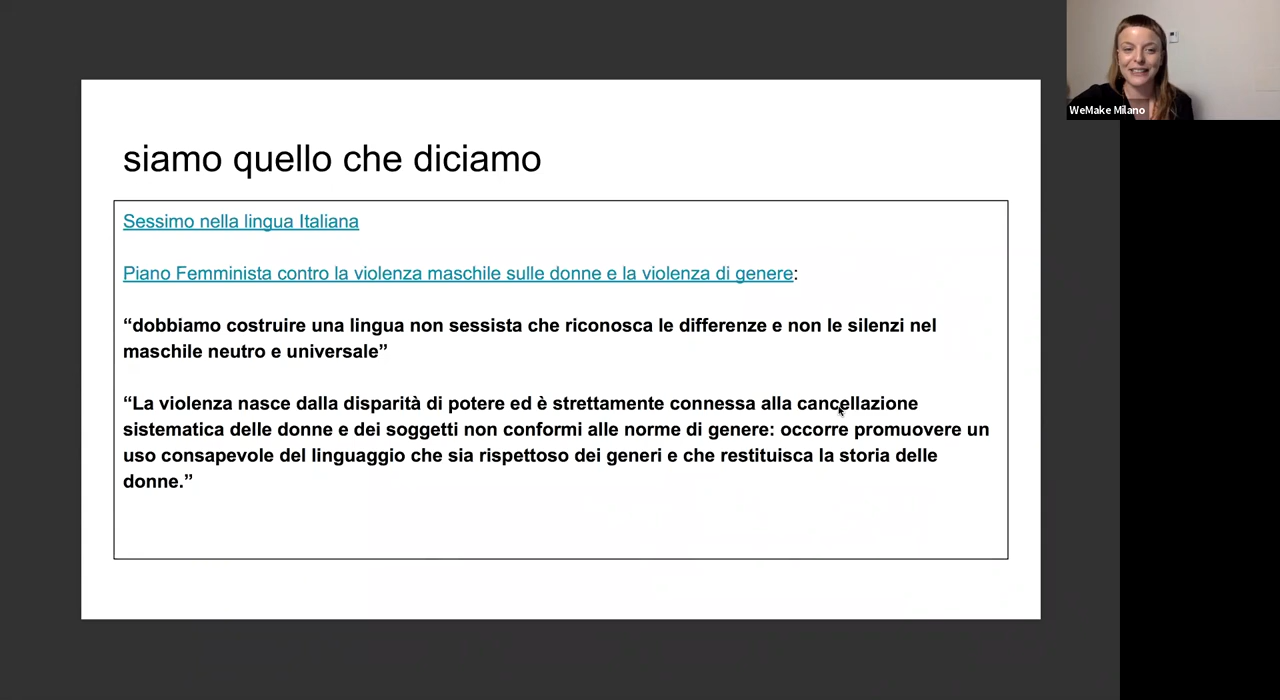 WeMake Milano
siamo quello che diciamo
Sessimo nella lingua Italiana
Piano Femminista contro la violenza maschile sulle donne e la violenza di genere:
“dobbiamo costruire una lingua non sessista che riconosca le differenze e non le silenzi nel
maschile neutro e universale”
“La violenza nasce dalla disparità di potere ed è strettamente connessa alla cancellazione
sistematica delle donne e dei soggetti non conformi alle norme di genere: occorre promuovere un
uso consapevole del linguaggio che sia rispettoso dei generi e che restituisca la storia delle
donne.”